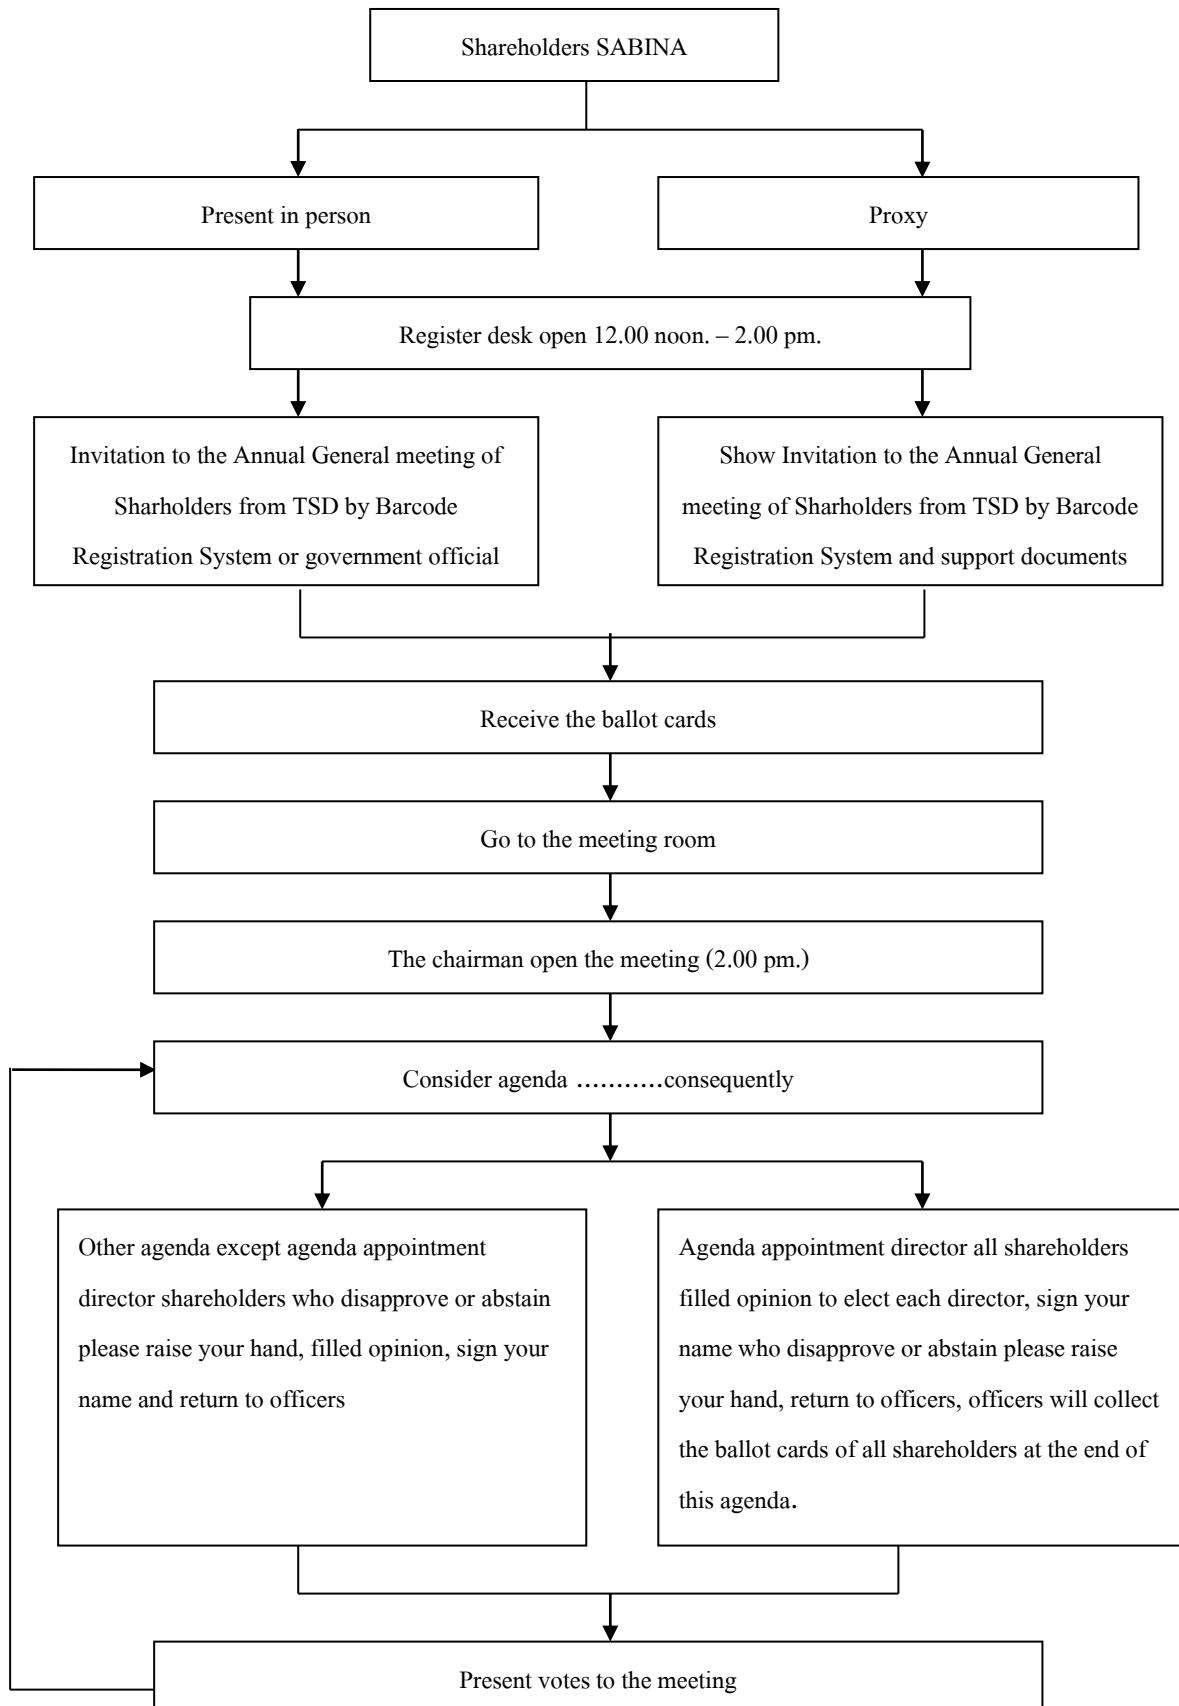 Shareholders SABINA
Present in person
Proxy
Register desk open 12.00 noon. – 2.00 pm.
Invitation to the Annual General meeting of
Sharholders from TSD by Barcode
Registration System or government official
Show Invitation to the Annual General
meeting of Sharholders from TSD by Barcode
Registration System and support documents
Receive the ballot cards
Go to the meeting room
The chairman open the meeting (2.00 pm.)
Consider agenda ...........consequently
Other agenda except agenda appointment
director shareholders who disapprove or abstain
please raise your hand, filled opinion, sign your
name and return to officers
Agenda appointment director all shareholders
filled opinion to elect each director, sign your
name who disapprove or abstain please raise
your hand, return to officers, officers will collect
the ballot cards of all shareholders at the end of
this agenda.
Present votes to the meeting